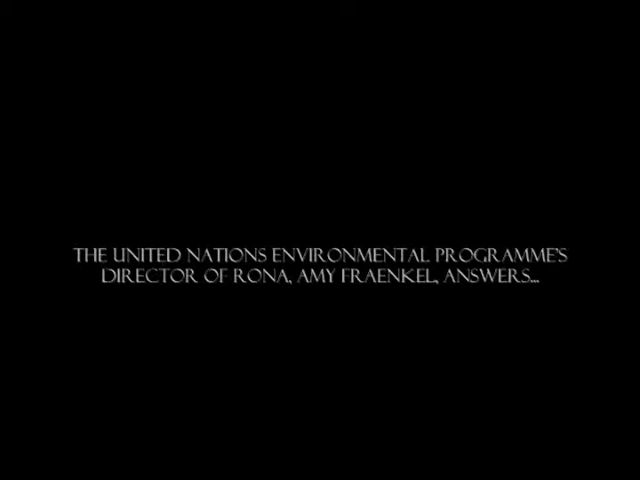 THE UNITED NATIONS ENVIRONMENTAL PROGRAMME'S
DIRECTOR OF RONA, AMY FRAENKEL, ANSWERS...